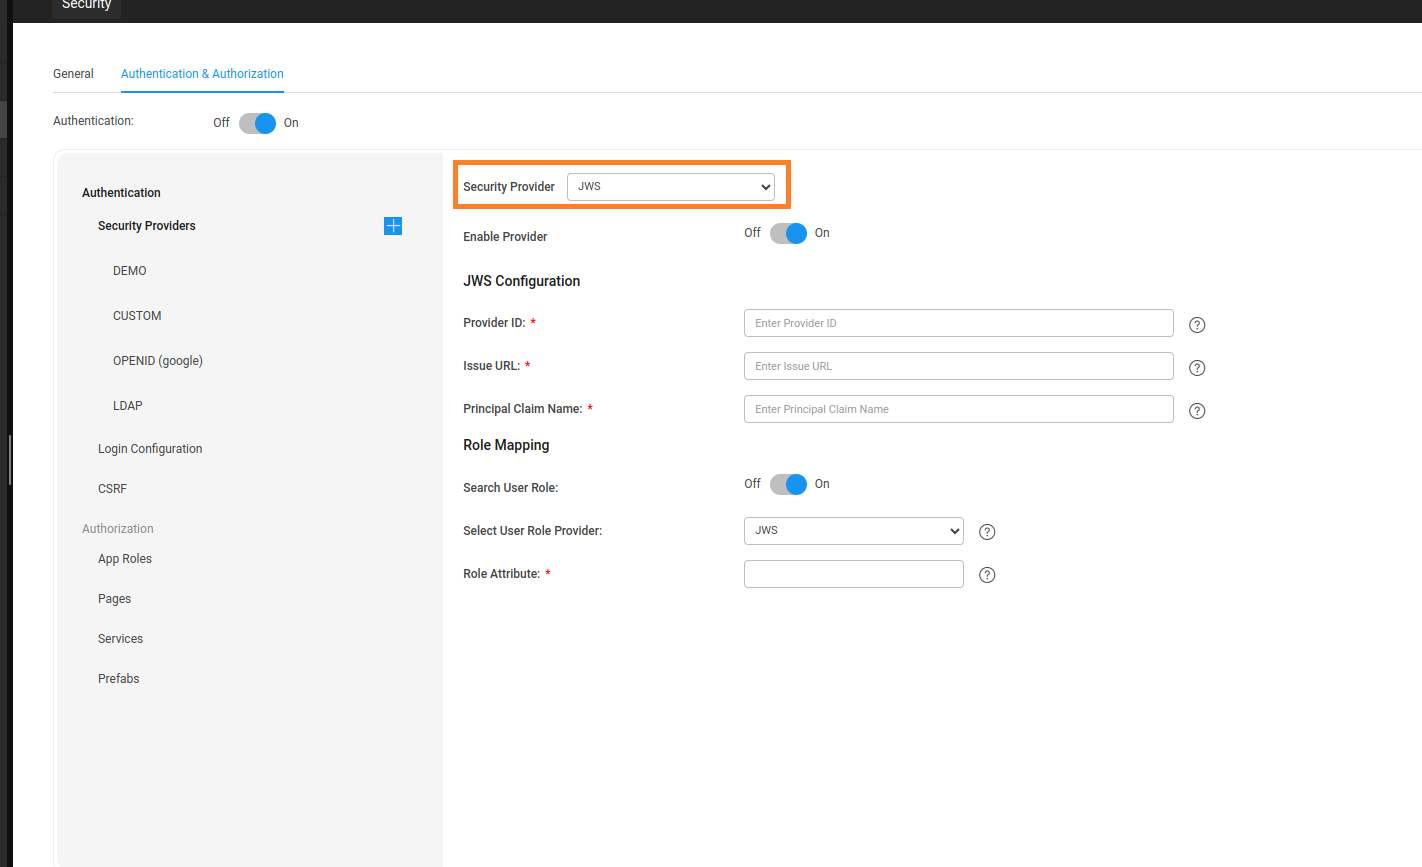 Security
General
Authentication & Authorization
Authentication:
Off
On
Authentication
Security Providers
DEMO
CUSTOM
OPENID (google)
LDAP
Login Configuration
CSRF
Authorization
App Roles
Pages
Services
Prefabs
Security Provider
JWS
Enable Provider
Off
On
JWS Configuration
Provider ID: *
Enter Provider ID
?
Issue URL: *
Enter Issue URL
?
Principal Claim Name: *
Enter Principal Claim Name
?
Role Mapping
Search User Role:
Off
On
Select User Role Provider:
JWS
?
Role Attribute: *
?